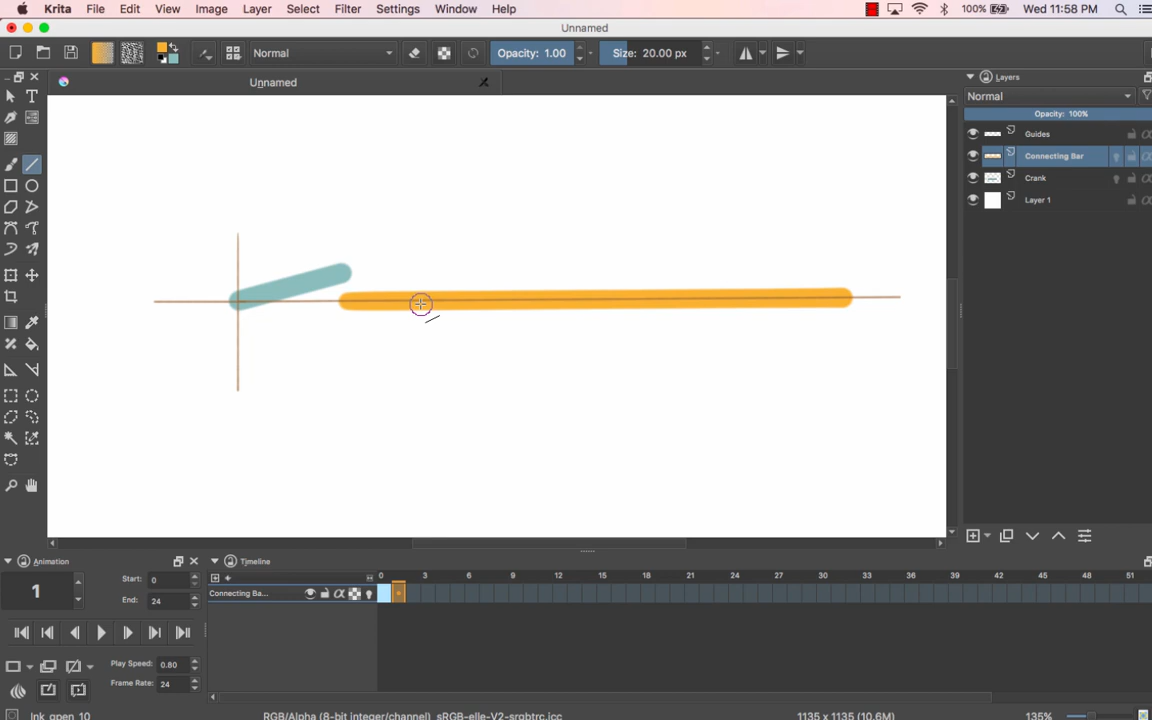 Krita File Edit View Image Layer Select Filter Settings Window Help 100% Wed 11:58 PM
Unnamed
Normal Opacity: 1.00 Size: 20.00 px
Unnamed
Layers
Normal
Opacity: 100%
Guides
Connecting Bar
Crank
Layer 1
Animation
Start: 0
1
End: 24
Play Speed: 0.80
Frame Rate: 24
Timeline
0 3 6 9 12 15 18 21 24 27 30 33 36 39 42 45 48 51
Connecting Ba...
Ink_gpen_10 RGB/Alpha (8-bit integer/channel) sRGB-elle-V2-srgbtrc.icc 1135 x 1135 (10.6M) 135%